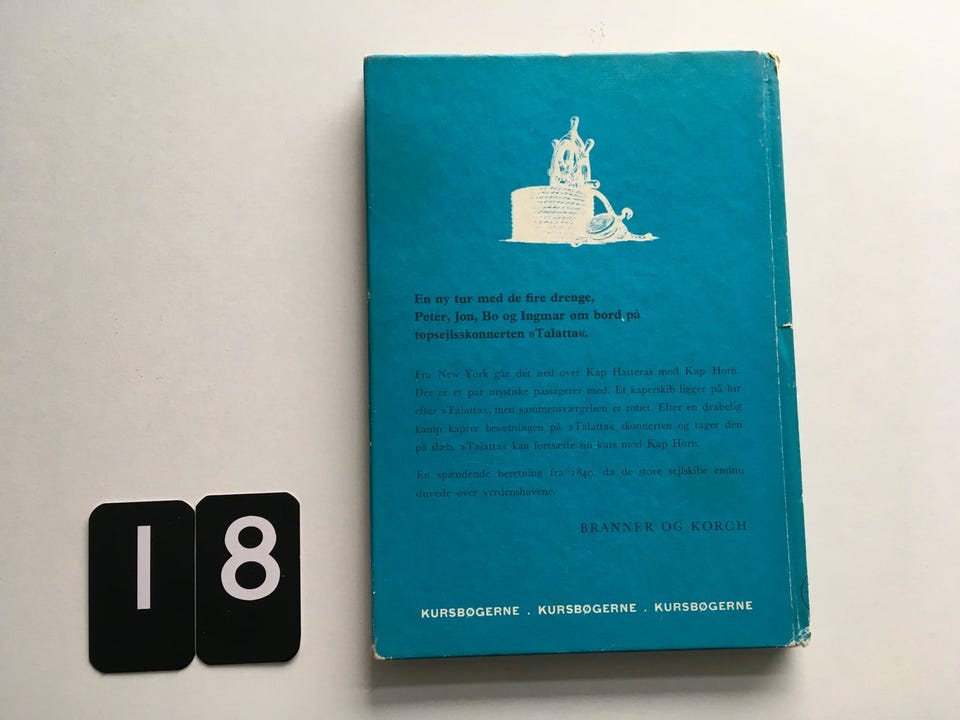 En ny tur med de fire drenge,
Peter, Jon, Bo og Ingmar om bord på
topsejlsskonnerten »Talatta«.
Fra New York går det ned over Kap Hatteras mod Kap Horn.
Der er et par mystiske passagerer med. Et kaperskib ligger på lur
efter »Talatta«, men sammensværgelsen er robet. Efter en drabelig
kamp kaprer besætningen på »Talatta« skonnerten og tager den
på slæb. »Talatta« kan fortsætte sin kurs mod Kap Horn.
En spændende beretning fra 1849, da de store sejlskibe endnu
duvede over verdenshavene.
BRANNER OG KORCH
KURSBØGERNE . KURSBØGERNE . KURSBØGERNE
18